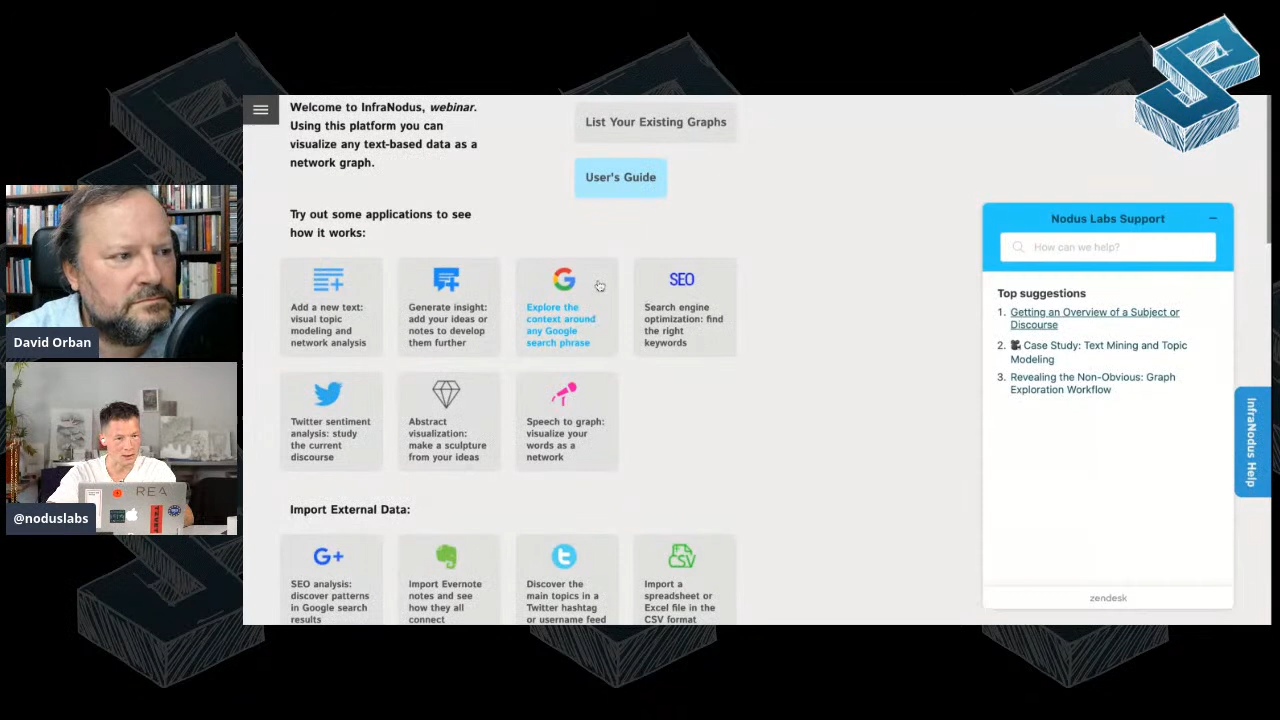 Welcome to InfraNodus, webinar.
Using this platform you can
visualize any text-based data as a
network graph.
List Your Existing Graphs
User's Guide
Try out some applications to see
how it works:
Add a new text:
visual topic
modeling and
network analysis
Generate insight:
add your ideas or
notes to develop
them further
Explore the
context around
any Google
search phrase
SEO
Search engine
optimization: find
the right
keywords
Twitter sentiment
analysis: study
the current
discourse
Abstract
visualization:
make a sculpture
from your ideas
Speech to graph:
visualize your
words as a
network
Import External Data:
G+
SEO analysis:
discover patterns
in Google search
results
Import Evernote
notes and see
how they all
connect
Discover the
main topics in a
Twitter hashtag
or username feed
CSV
Import a
spreadsheet or
Excel file in the
CSV format
Nodus Labs Support
How can we help?
Top suggestions
1. Getting an Overview of a Subject or
Discourse
2. Case Study: Text Mining and Topic
Modeling
3. Revealing the Non-Obvious: Graph
Exploration Workflow
zendesk
InfraNodus Help
David Orban
REA
@noduslabs